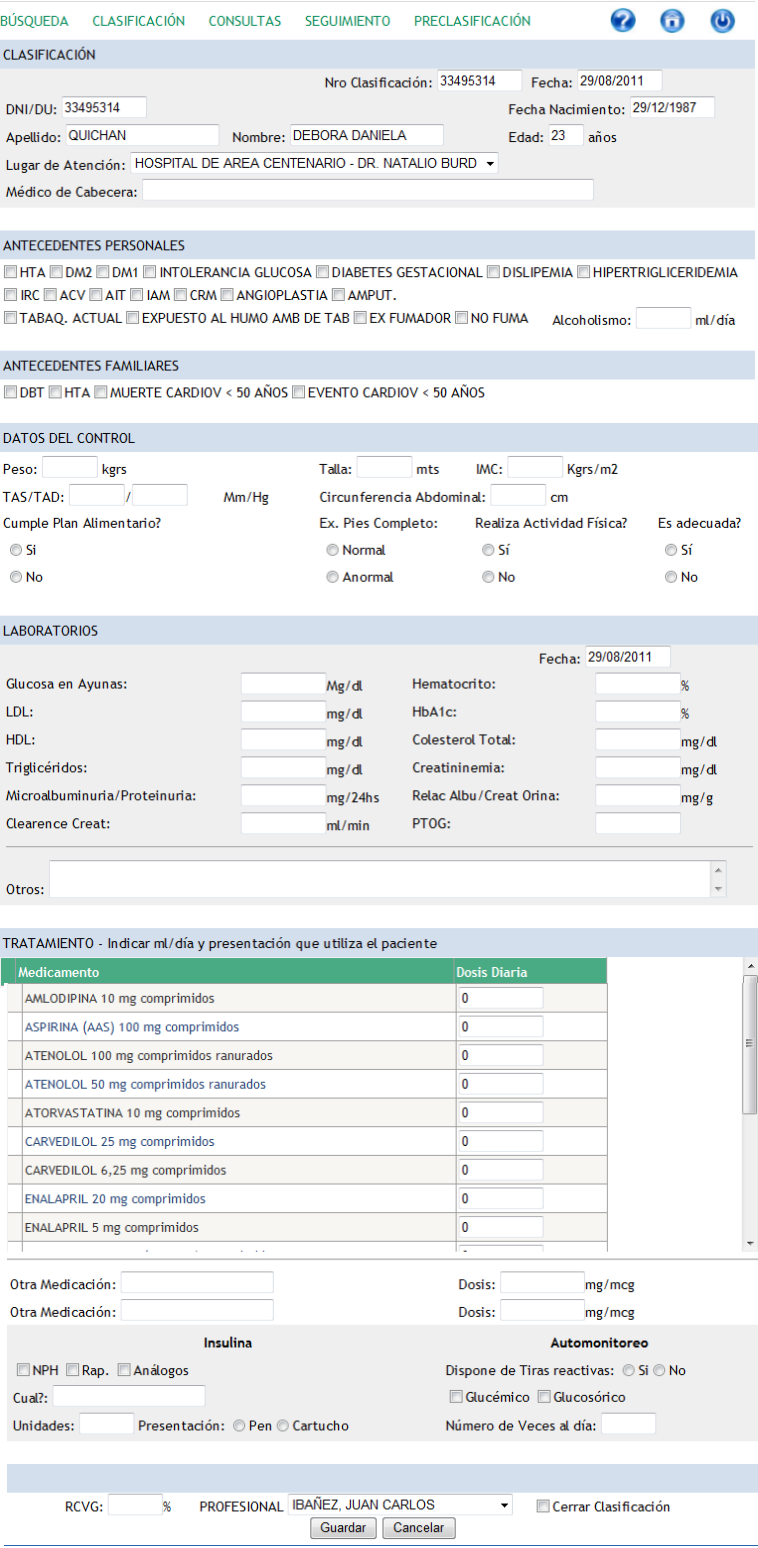 BÚSQUEDA CLASIFICACIÓN CONSULTAS SEGUIMIENTO PRECLASIFICACIÓN ?
CLASIFICACIÓN
Nro Clasificación: 33495314 Fecha: 29/08/2011
DNI/DU: 33495314 Fecha Nacimiento: 29/12/1987
Apellido: QUICHAN Nombre: DEBORA DANIELA Edad: 23 años
Lugar de Atención: HOSPITAL DE AREA CENTENARIO - DR. NATALIO BURD
Médico de Cabecera:
ANTECEDENTES PERSONALES
HTA DM2 DM1 INTOLERANCIA GLUCOSA DIABETES GESTACIONAL DISLIPEMIA HIPERTRIGLICERIDEMIA
IRC ACV AIT IAM CRM ANGIOPLASTIA AMPUT.
TABAQ. ACTUAL EXPUESTO AL HUMO AMB DE TAB EX FUMADOR NO FUMA Alcoholismo: ml/día
ANTECEDENTES FAMILIARES
DBT HTA MUERTE CARDIOV < 50 AÑOS EVENTO CARDIOV < 50 AÑOS
DATOS DEL CONTROL
Peso: kgrs Talla: mts IMC: Kgrs/m2
TAS/TAD: / Mm/Hg Circunferencia Abdominal: cm
Cumple Plan Alimentario? Ex. Pies Completo: Realiza Actividad Física? Es adecuada?
Si Normal Sí Sí
No Anormal No No
LABORATORIOS
Fecha: 29/08/2011
Glucosa en Ayunas: Mg/dl Hematocrito: %
LDL: mg/dl HbA1c: %
HDL: mg/dl Colesterol Total: mg/dl
Triglicéridos: mg/dl Creatininemia: mg/dl
Microalbuminuria/Proteinuria: mg/24hs Relac Albu/Creat Orina: mg/g
Clearence Creat: ml/min PTOG:
Otros:
TRATAMIENTO - Indicar ml/día y presentación que utiliza el paciente
Medicamento Dosis Diaria
AMLODIPINA 10 mg comprimidos 0
ASPIRINA (AAS) 100 mg comprimidos 0
ATENOLOL 100 mg comprimidos ranurados 0
ATENOLOL 50 mg comprimidos ranurados 0
ATORVASTATINA 10 mg comprimidos 0
CARVEDILOL 25 mg comprimidos 0
CARVEDILOL 6,25 mg comprimidos 0
ENALAPRIL 20 mg comprimidos 0
ENALAPRIL 5 mg comprimidos 0
Otra Medicación: Dosis: mg/mcg
Otra Medicación: Dosis: mg/mcg
Insulina Automonitoreo
NPH Rap. Análogos Dispone de Tiras reactivas: Si No
Cual?: Glucémico Glucosórico
Unidades: Presentación: Pen Cartucho Número de Veces al día:
RCVG: % PROFESIONAL IBAÑEZ, JUAN CARLOS Cerrar Clasificación
Guardar Cancelar